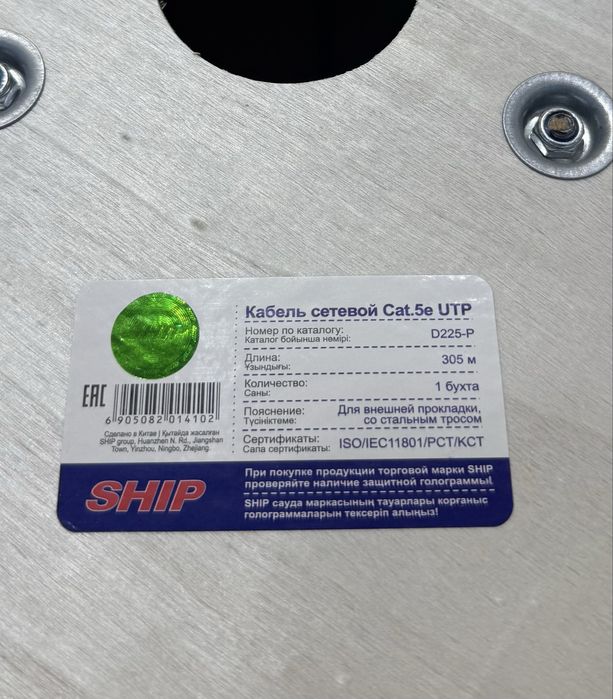 Кабель сетевой Cat.5e UTP
Номер по каталогу:
Каталог бойынша нөмірі:
D225-P
Длина:
Ұзындығы:
305 м
Количество:
Саны:
1 бухта
Пояснение:
Түсініктеме:
Для внешней прокладки,
со стальным тросом
Сертификаты:
Сапа сертификаты:
ISO/IEC11801/РСТ/КСТ
EAC
6 905082 014102
Сделано в Китае | Қытайда жасалған
SHIP group, Huanzhen N. Rd., Jiangshan
Town, Yinzhou, Ningbo, Zhejiang.
SHIP
При покупке продукции торговой марки SHIP
проверяйте наличие защитной голограммы!
SHIP сауда маркасының тауарлары қорғаныс
голограммаларын тексеріп алыңыз!